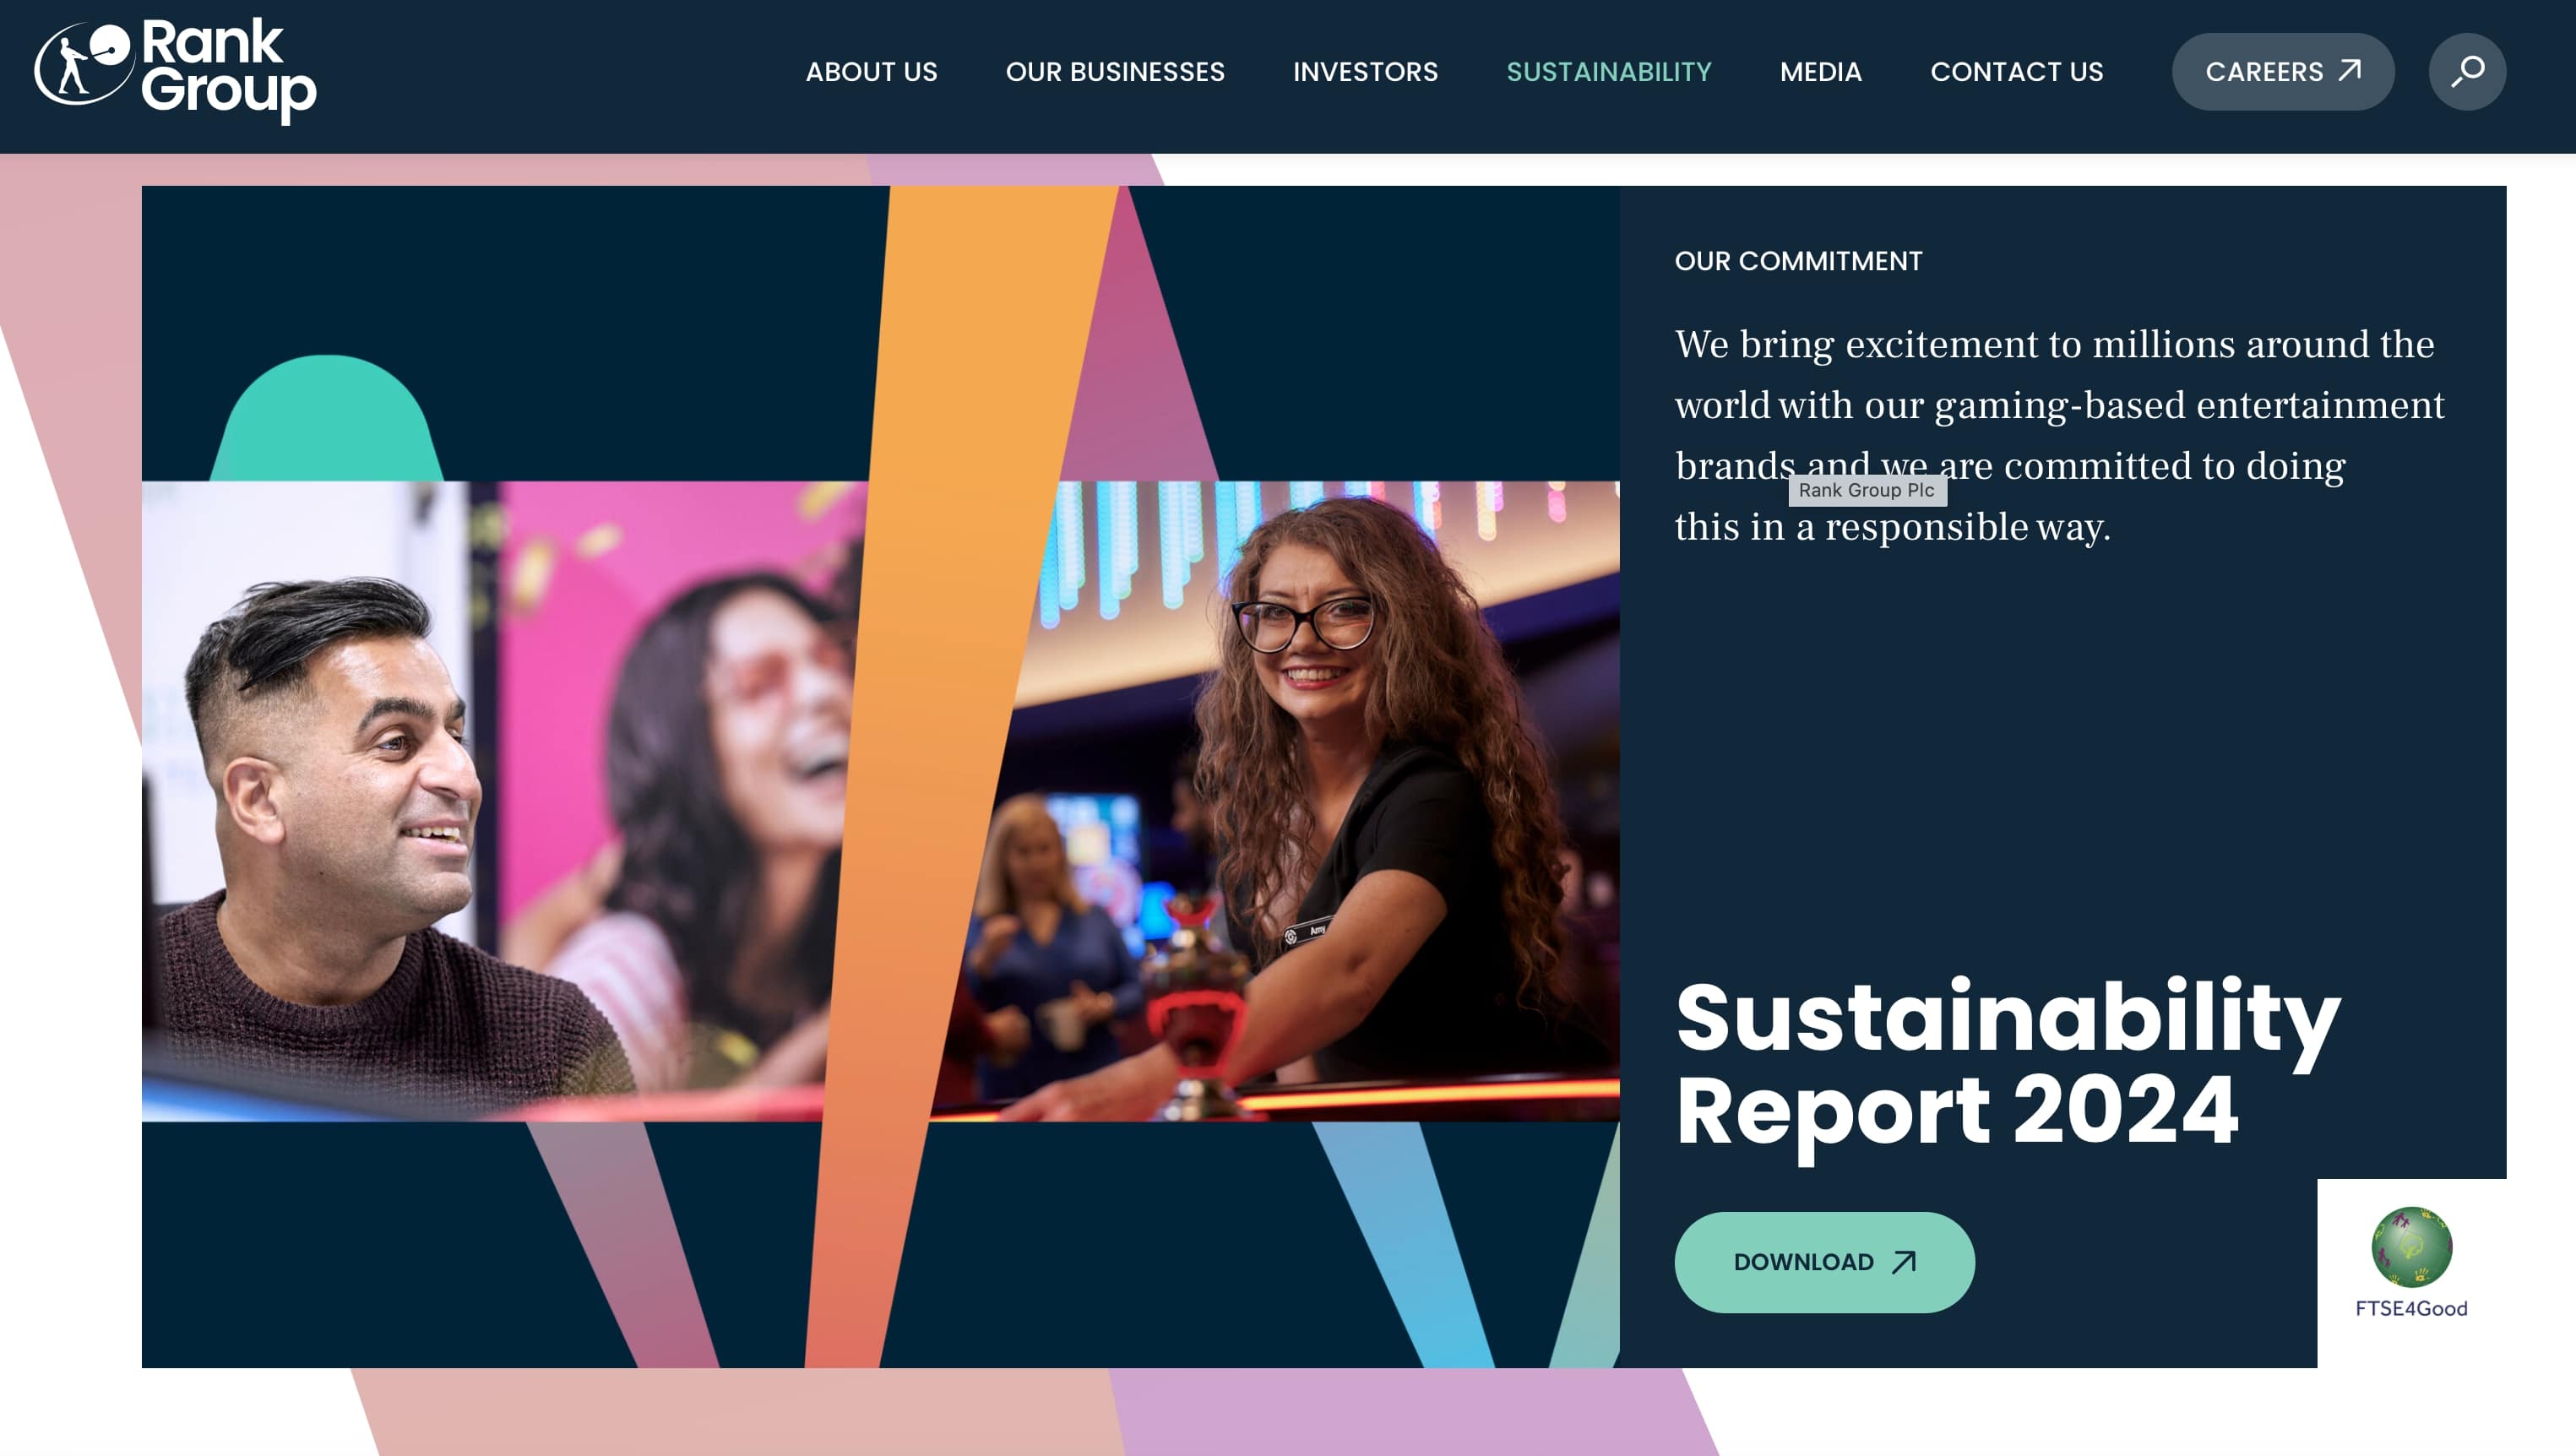 Rank
Group
ABOUT US
OUR BUSINESSES
INVESTORS
SUSTAINABILITY
MEDIA
CONTACT US
CAREERS
OUR COMMITMENT
We bring excitement to millions around the
world with our gaming-based entertainment
brands and we are committed to doing
Rank Group Plc
this in a responsible way.
Amy
Sustainability
Report 2024
DOWNLOAD
FTSE4Good